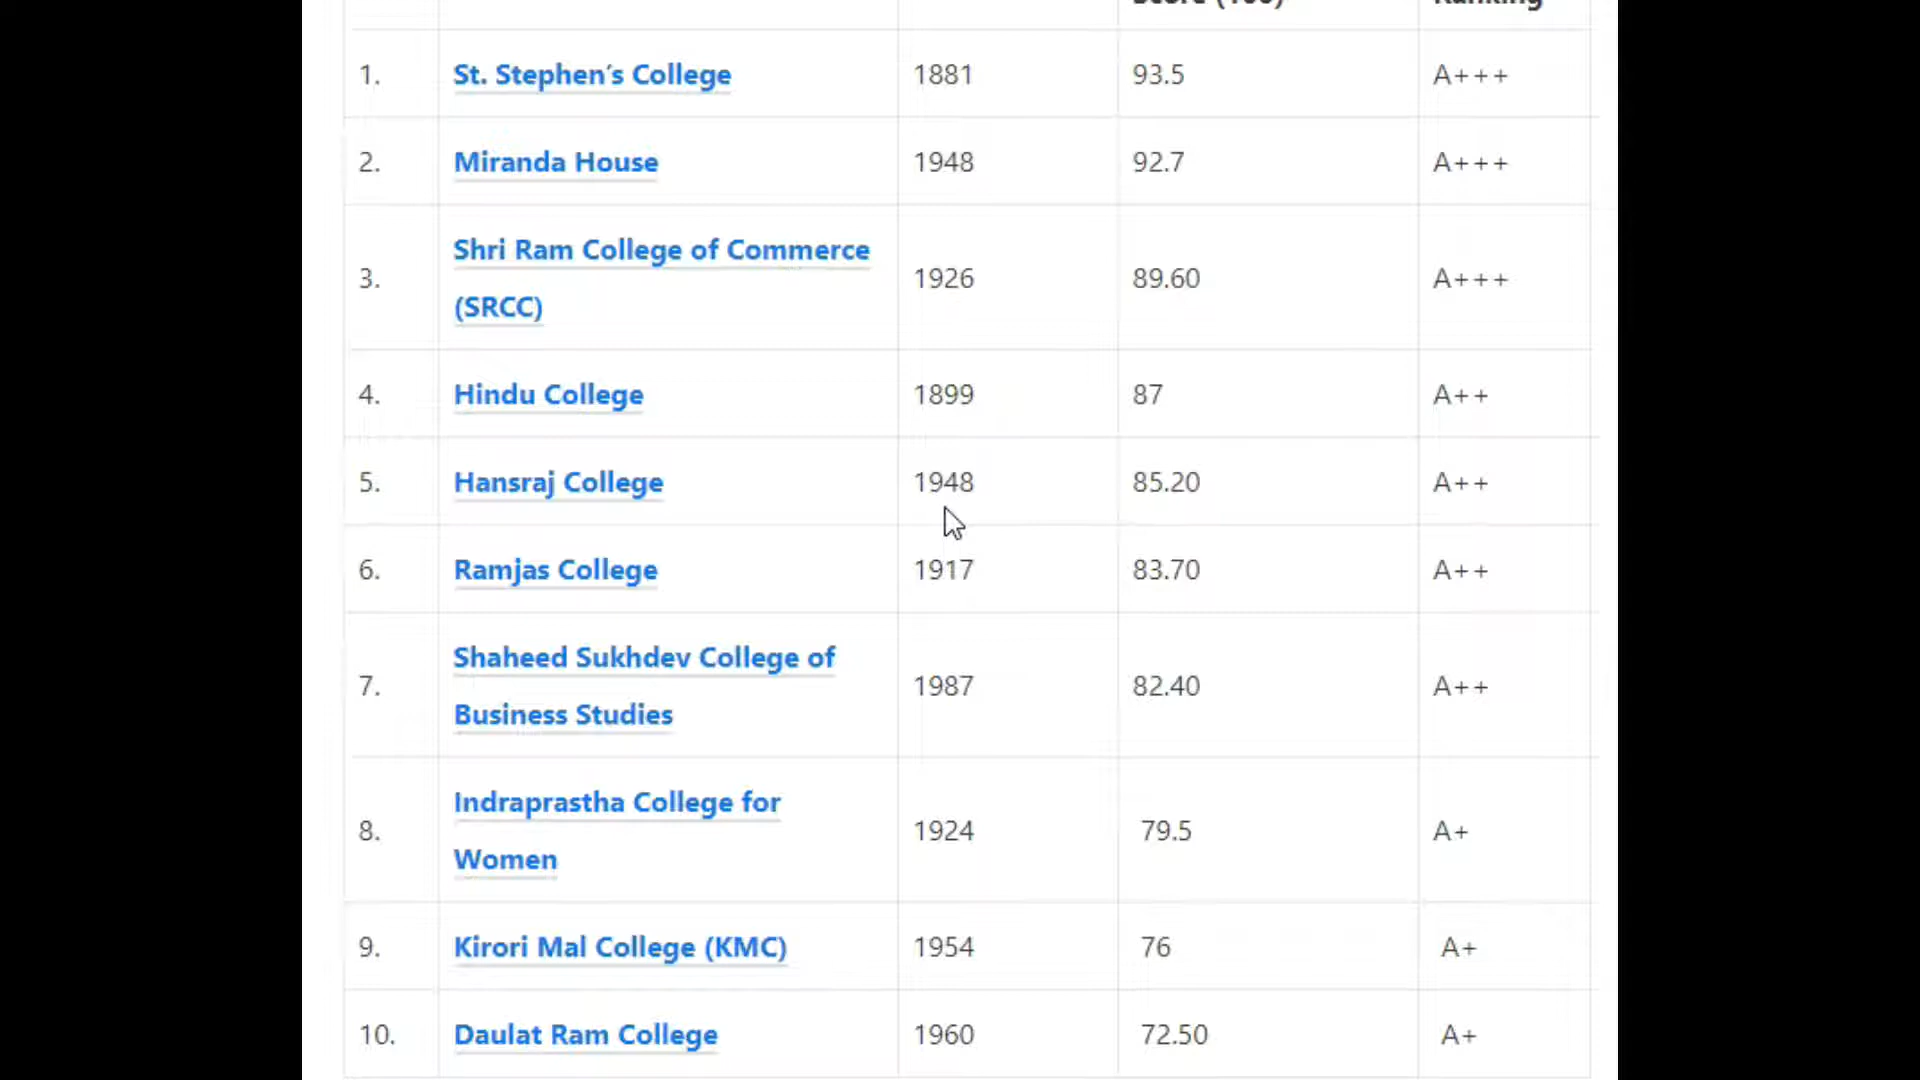 Score (100) Ranking
1. St. Stephen's College 1881 93.5 A+++
2. Miranda House 1948 92.7 A+++
3. Shri Ram College of Commerce (SRCC) 1926 89.60 A+++
4. Hindu College 1899 87 A++
5. Hansraj College 1948 85.20 A++
6. Ramjas College 1917 83.70 A++
7. Shaheed Sukhdev College of Business Studies 1987 82.40 A++
8. Indraprastha College for Women 1924 79.5 A+
9. Kirori Mal College (KMC) 1954 76 A+
10. Daulat Ram College 1960 72.50 A+